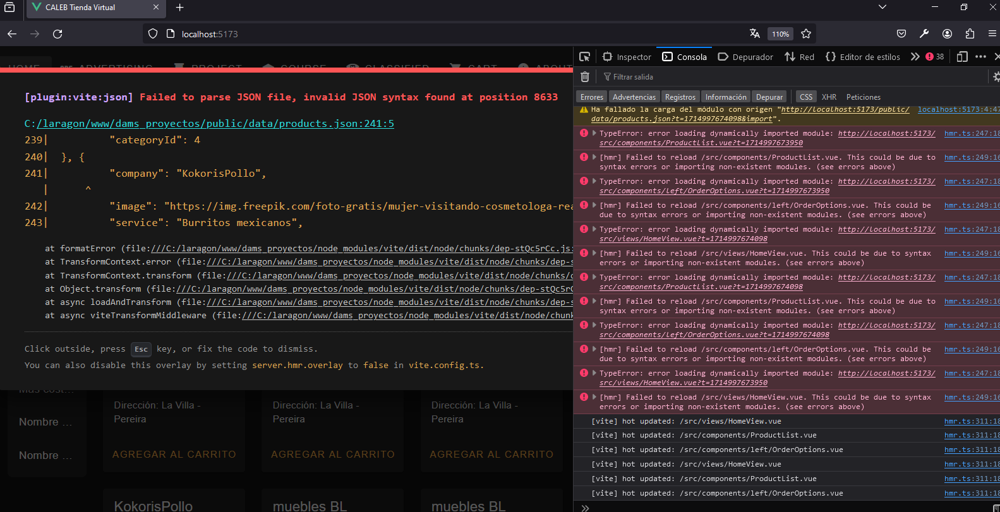 CALEB Tienda Virtual
localhost:5173
110%
HOME ADVERTISING PROJECT COURSE CLASSIFIED CART ABOUT
[plugin:vite:json] Failed to parse JSON file, invalid JSON syntax found at position 8633
C:/laragon/www/dams_proyectos/public/data/products.json:241:5
239| "categoryId": 4
240| }, {
241| "company": "KokorisPollo",
| ^
242| "image": "https://img.freepik.com/foto-gratis/mujer-visitando-cosmetologa-rea
243| "service": "Burritos mexicanos",
at formatError (file:///C:/laragon/www/dams_proyectos/node_modules/vite/dist/node/chunks/dep-stQc5rCc.js:
at TransformContext.error (file:///C:/laragon/www/dams_proyectos/node_modules/vite/dist/node/chunks/dep-s
at TransformContext.transform (file:///C:/laragon/www/dams_proyectos/node_modules/vite/dist/node/chunks/d
at Object.transform (file:///C:/laragon/www/dams_proyectos/node_modules/vite/dist/node/chunks/dep-stQc5rC
at async loadAndTransform (file:///C:/laragon/www/dams_proyectos/node_modules/vite/dist/node/chunks/dep-s
at async viteTransformMiddleware (file:///C:/laragon/www/dams_proyectos/node_modules/vite/dist/node/chunk
Click outside, press Esc key, or fix the code to dismiss.
You can also disable this overlay by setting server.hmr.overlay to false in vite.config.ts.
Más cost...
Nombre ...
Nombre ...
Dirección: La Villa -
Pereira
AGREGAR AL CARRITO
Dirección: La Villa -
Pereira
AGREGAR AL CARRITO
Dirección: La Villa -
Pereira
AGREGAR AL CARRITO
KokorisPollo
muebles BL
muebles BL
Inspector Consola Depurador Red Editor de estilos 38
Filtrar salida
Errores Advertencias Registros Información Depurar CSS XHR Peticiones
Ha fallado la carga del módulo con origen "http://localhost:5173/public/ localhost:5173:4:47
data/products.json?t=1714997674098&import".
TypeError: error loading dynamically imported module: http://localhost:5173/ hmr.ts:247:18
src/components/ProductList.vue?t=1714997673950
[hmr] Failed to reload /src/components/ProductList.vue. This could be due to hmr.ts:249:16
syntax errors or importing non-existent modules. (see errors above)
TypeError: error loading dynamically imported module: http://localhost:5173/ hmr.ts:247:18
src/components/left/OrderOptions.vue?t=1714997673950
[hmr] Failed to reload /src/components/left/OrderOptions.vue. This could be hmr.ts:249:16
due to syntax errors or importing non-existent modules. (see errors above)
TypeError: error loading dynamically imported module: http://localhost:5173/ hmr.ts:247:18
src/views/HomeView.vue?t=1714997674098
[hmr] Failed to reload /src/views/HomeView.vue. This could be due to syntax hmr.ts:249:16
errors or importing non-existent modules. (see errors above)
TypeError: error loading dynamically imported module: http://localhost:5173/ hmr.ts:247:18
src/components/ProductList.vue?t=1714997674098
[hmr] Failed to reload /src/components/ProductList.vue. This could be due to hmr.ts:249:16
syntax errors or importing non-existent modules. (see errors above)
TypeError: error loading dynamically imported module: http://localhost:5173/ hmr.ts:247:18
src/components/left/OrderOptions.vue?t=1714997674098
[hmr] Failed to reload /src/components/left/OrderOptions.vue. This could be hmr.ts:249:16
due to syntax errors or importing non-existent modules. (see errors above)
TypeError: error loading dynamically imported module: http://localhost:5173/ hmr.ts:247:18
src/views/HomeView.vue?t=1714997673950
[hmr] Failed to reload /src/views/HomeView.vue. This could be due to syntax hmr.ts:249:16
errors or importing non-existent modules. (see errors above)
[vite] hot updated: /src/views/HomeView.vue hmr.ts:311:18
[vite] hot updated: /src/components/ProductList.vue hmr.ts:311:18
[vite] hot updated: /src/components/left/OrderOptions.vue hmr.ts:311:18
[vite] hot updated: /src/views/HomeView.vue hmr.ts:311:18
[vite] hot updated: /src/components/ProductList.vue hmr.ts:311:18
[vite] hot updated: /src/components/left/OrderOptions.vue hmr.ts:311:18